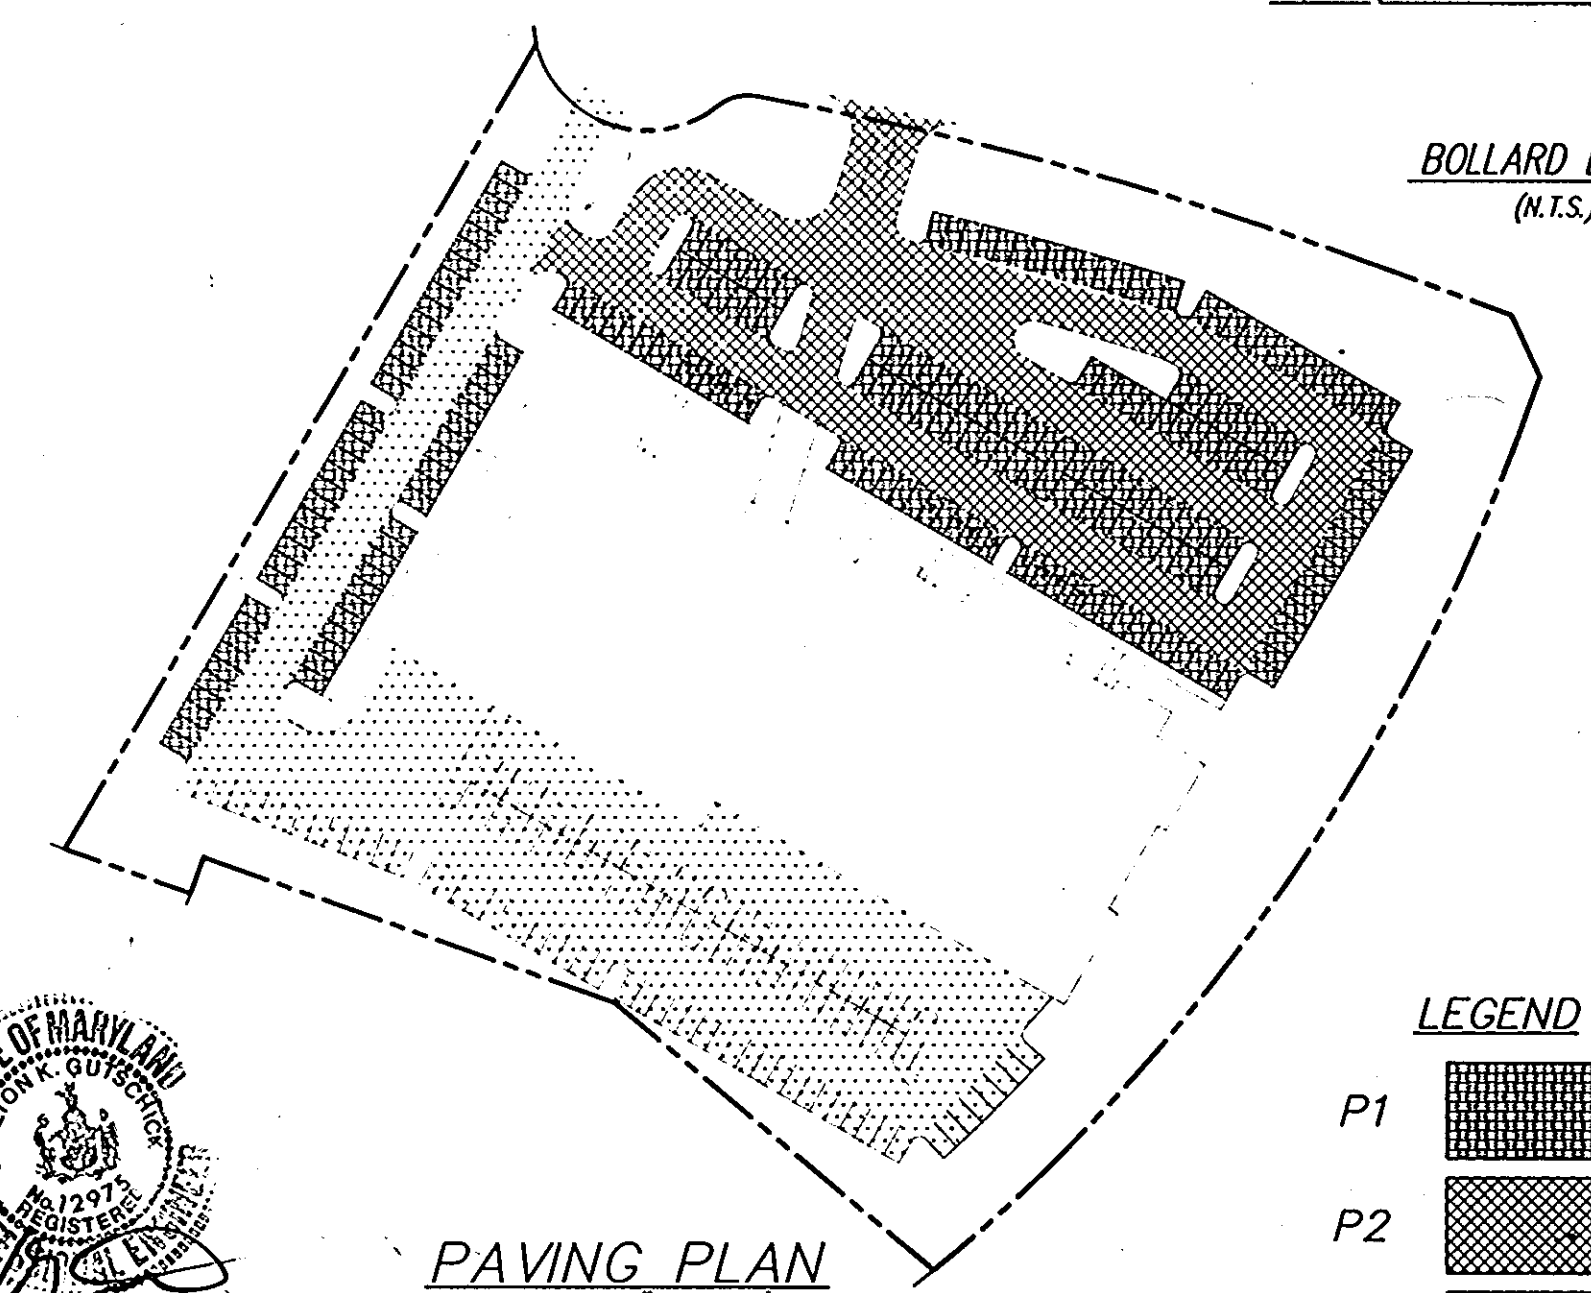 BOLLARD
(N.T.S.)
LEGEND
P1
P2
OF MARYLAND
K. GUTSCHICK
No. 12975
REGISTERED
PAVING PLAN